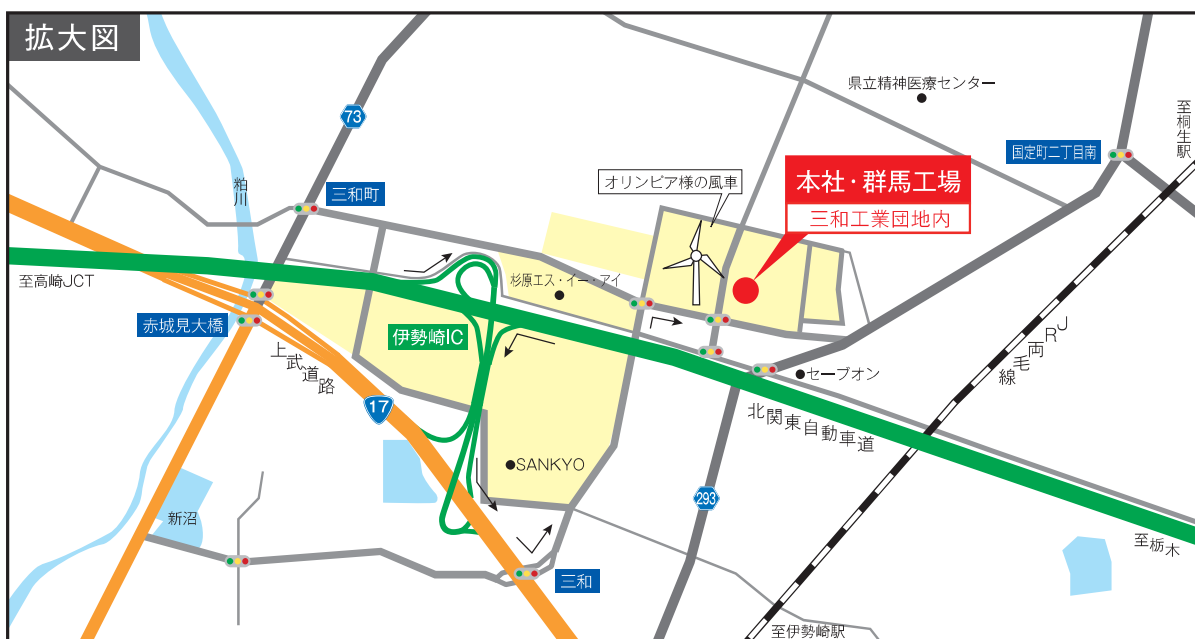 拡大図
県立精神医療センター
至桐生駅
73
国定町二丁目南
オリンピア様の風車
本社・群馬工場
三和工業団地内
粕川
三和町
至高崎JCT
杉原エス・イー・アイ
赤城見大橋
伊勢崎IC
上武道路
17
セーブオン
JR両毛線
北関東自動車道
SANKYO
293
新沼
至栃木
三和
至伊勢崎駅